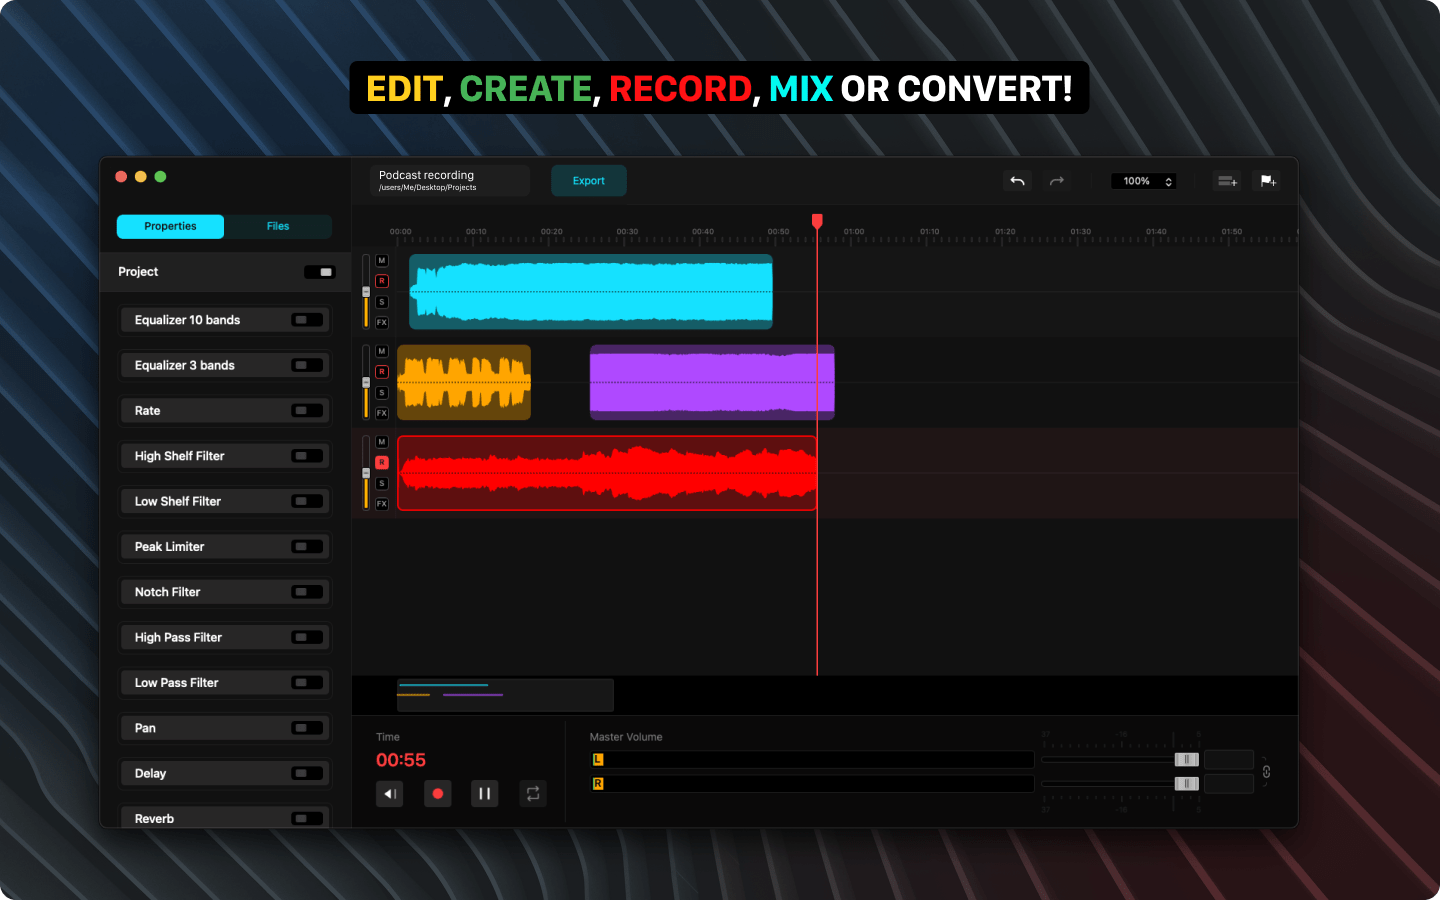 EDIT, CREATE, RECORD, MIX OR CONVERT!
Podcast recording
/users/Me/Desktop/Projects
Export
100%
Properties
Files
00:00 00:10 00:20 00:30 00:40 00:50 01:00 01:10 01:20 01:30 01:40 01:50
Project
Equalizer 10 bands
Equalizer 3 bands
Rate
High Shelf Filter
Low Shelf Filter
Peak Limiter
Notch Filter
High Pass Filter
Low Pass Filter
Pan
Delay
Reverb
M
R
S
FX
M
R
S
FX
M
R
S
FX
Time
00:55
Master Volume
L
R